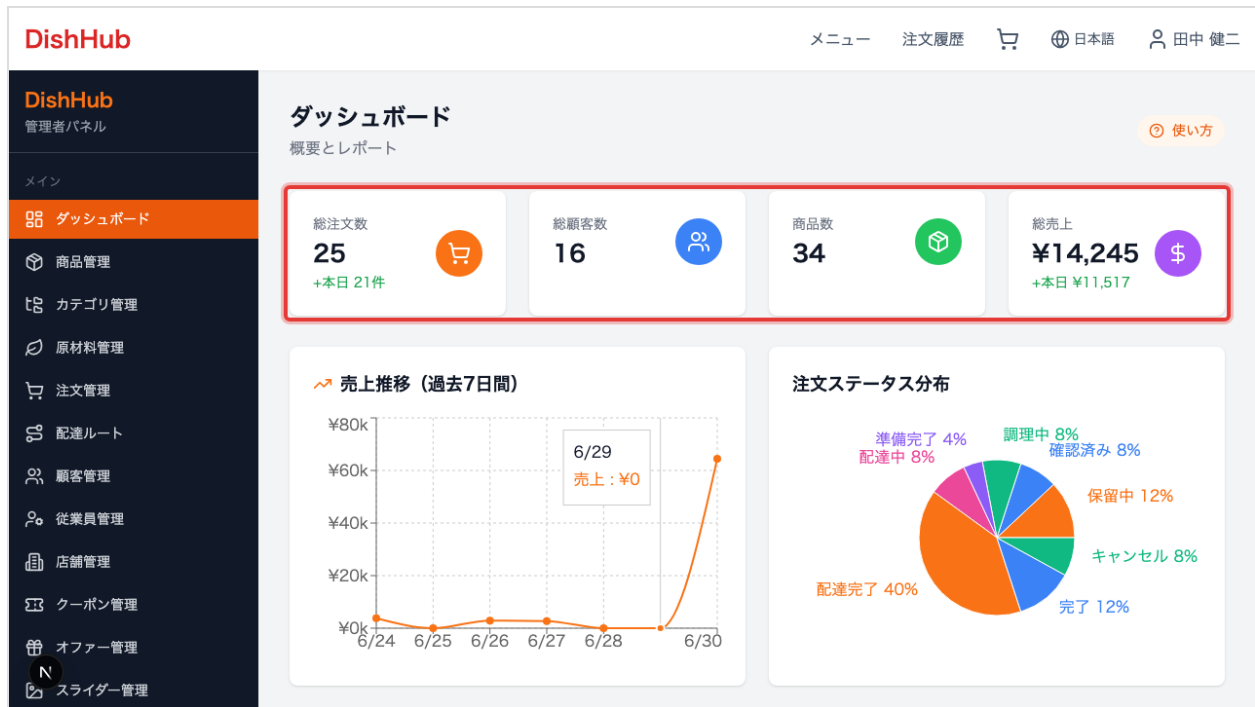 DishHub
メニュー
注文履歴
日本語
田中 健二
DishHub
管理者パネル
メイン
ダッシュボード
商品管理
カテゴリ管理
原材料管理
注文管理
配達ルート
顧客管理
従業員管理
店舗管理
クーポン管理
オファー管理
N
スライダー管理
ダッシュボード
概要とレポート
使い方
総注文数
25
+本日 21件
総顧客数
16
商品数
34
総売上
¥14,245
+本日 ¥11,517
売上推移（過去7日間）
¥80k
¥60k
¥40k
¥20k
¥0k
6/24 6/25 6/26 6/27 6/28 6/30
6/29
売上 : ¥0
注文ステータス分布
準備完了 4%
調理中 8%
配達中 8%
確認済み 8%
保留中 12%
キャンセル 8%
配達完了 40%
完了 12%